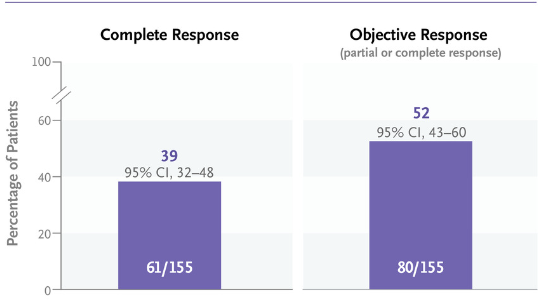 Complete Response
Objective Response
(partial or complete response)
Percentage of Patients
100
60
40
20
0
39
95% CI, 32–48
61/155
52
95% CI, 43–60
80/155